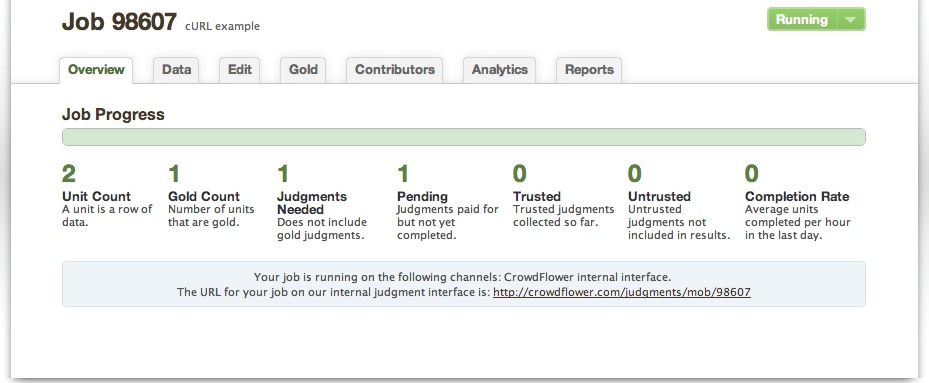 Job 98607 cURL example
Running
Overview Data Edit Gold Contributors Analytics Reports
Job Progress
2
Unit Count
A unit is a row of
data.
1
Gold Count
Number of units
that are gold.
1
Judgments
Needed
Does not include
gold judgments.
1
Pending
Judgments paid for
but not yet
completed.
0
Trusted
Trusted judgments
collected so far.
0
Untrusted
Untrusted
judgments not
included in results.
0
Completion Rate
Average units
completed per hour
in the last day.
Your job is running on the following channels: CrowdFlower internal interface.
The URL for your job on our internal judgment interface is: http://crowdflower.com/judgments/mob/98607